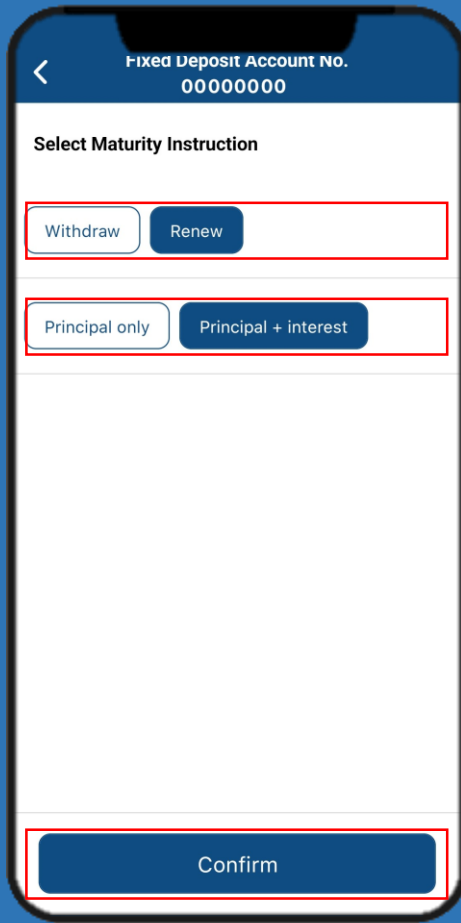 Fixed Deposit Account No.
00000000
Select Maturity Instruction
Withdraw Renew
Principal only Principal + interest
Confirm